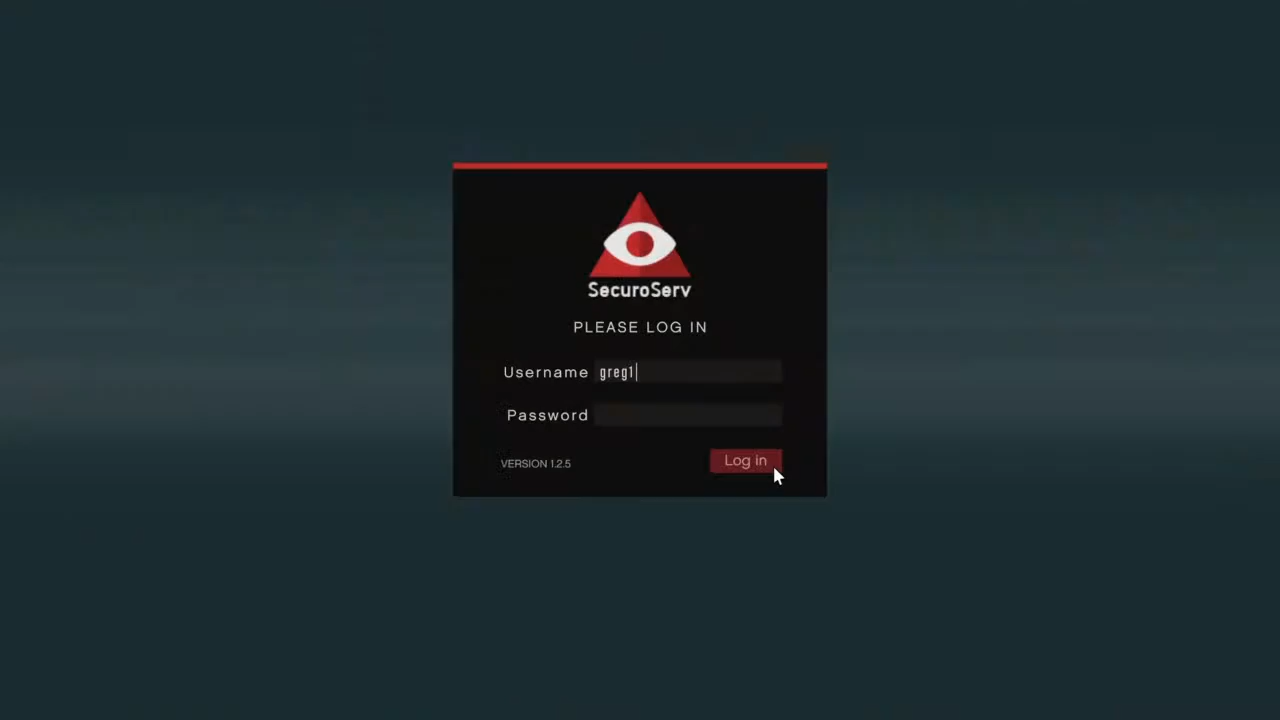 SecuroServ
PLEASE LOG IN
Username greg1
Password
VERSION 1.2.5 Log in